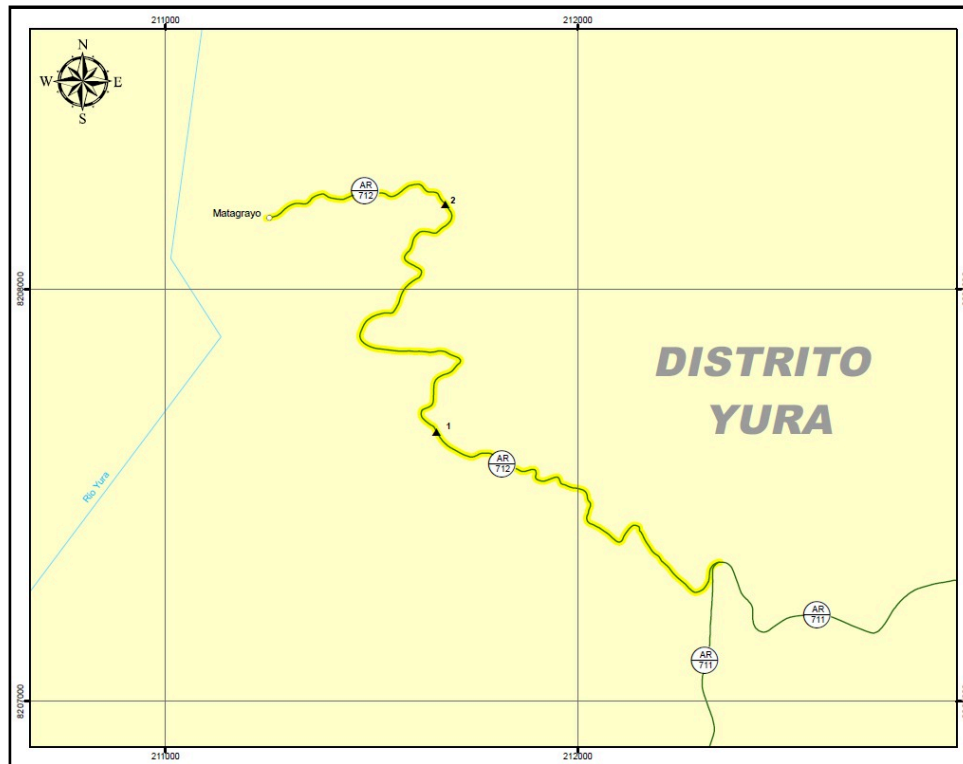 211000
212000
N
W
E
S
AR
712
2
Matagrayo
8208000
DISTRITO
YURA
1
AR
712
Rio Yura
AR
711
AR
711
8207000
211000
212000